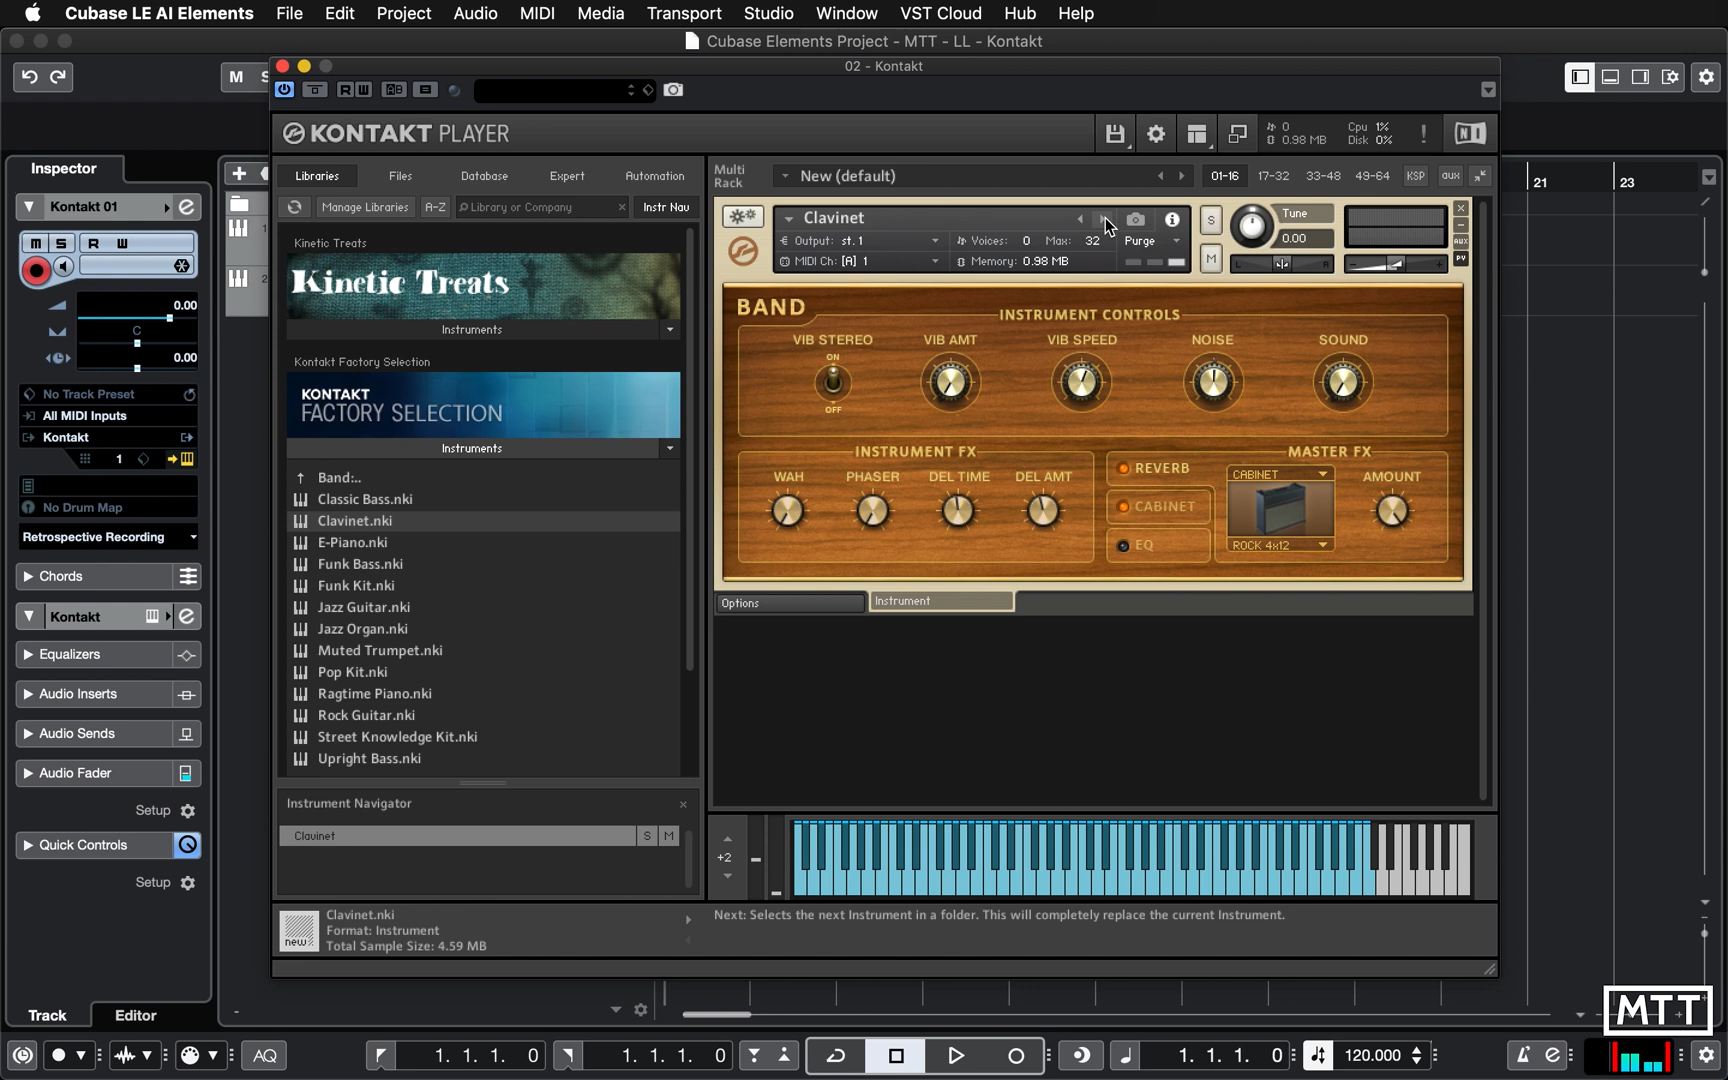 Cubase LE AI Elements File Edit Project Audio MIDI Media Transport Studio Window VST Cloud Hub Help
Cubase Elements Project - MTT - LL - Kontakt
M S
02 - Kontakt
R W
KONTAKT PLAYER
0
0.98 MB
Cpu 1%
Disk 0%
!
Inspector
Libraries Files Database Expert Automation
Multi Rack
New (default)
01-16 17-32 33-48 49-64 KSP aux
21
23
Kontakt 01
Manage Libraries A-Z Library or Company × Instr Nav
M S R W
Clavinet
Output: st. 1
Voices: 0 Max: 32 Purge
MIDI Ch: [A] 1
Memory: 0.98 MB
S
M
Tune
0.00
L R
- +
AUX
PV
Kinetic Treats
Kinetic Treats
Instruments
Kontakt Factory Selection
KONTAKT
FACTORY SELECTION
Instruments
Band:..
Classic Bass.nki
Clavinet.nki
E-Piano.nki
Funk Bass.nki
Funk Kit.nki
Jazz Guitar.nki
Jazz Organ.nki
Muted Trumpet.nki
Pop Kit.nki
Ragtime Piano.nki
Rock Guitar.nki
Street Knowledge Kit.nki
Upright Bass.nki
BAND
INSTRUMENT CONTROLS
VIB STEREO VIB AMT VIB SPEED NOISE SOUND
ON
OFF
INSTRUMENT FX
WAH PHASER DEL TIME DEL AMT
REVERB
CABINET
EQ
MASTER FX
CABINET
ROCK 4x12
AMOUNT
Options Instrument
0.00
C
0.00
No Track Preset
All MIDI Inputs
Kontakt
1
No Drum Map
Retrospective Recording
Chords
Kontakt
Equalizers
Audio Inserts
Audio Sends
Audio Fader
Setup
Quick Controls
Setup
1
2
Instrument Navigator
Clavinet S M
+2
Clavinet.nki
Format: Instrument
Total Sample Size: 4.59 MB
new
Next: Selects the next Instrument in a folder. This will completely replace the current Instrument.
Track Editor
MTT
AQ
1. 1. 1. 0
1. 1. 1. 0
1. 1. 1. 0
120.000